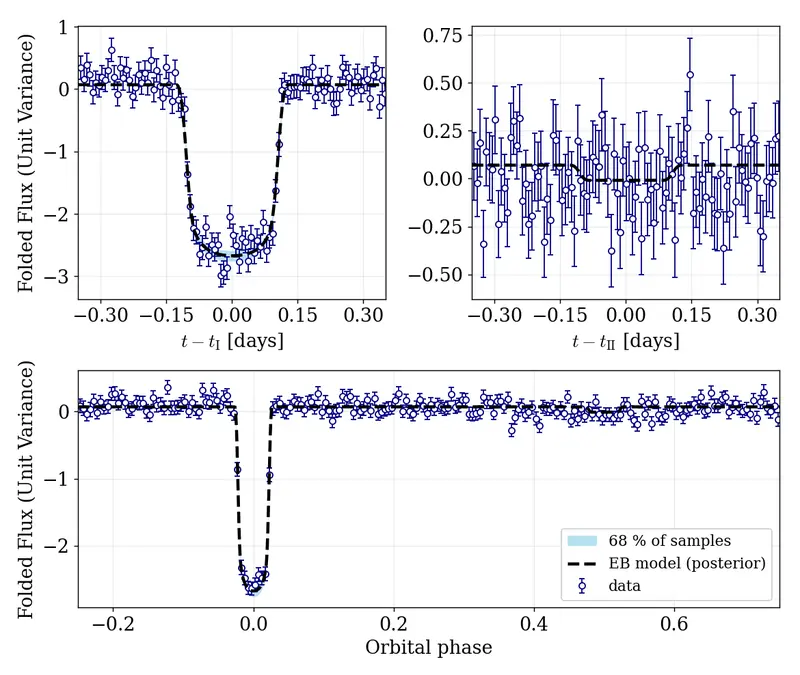 Folded Flux (Unit Variance)
1
0
−1
−2
−3
−0.30 −0.15 0.00 0.15 0.30
t − tI [days]
0.75
0.50
0.25
0.00
−0.25
−0.50
−0.30 −0.15 0.00 0.15 0.30
t − tII [days]
Folded Flux (Unit Variance)
0
−1
−2
−0.2 0.0 0.2 0.4 0.6
Orbital phase
68 % of samples
EB model (posterior)
data